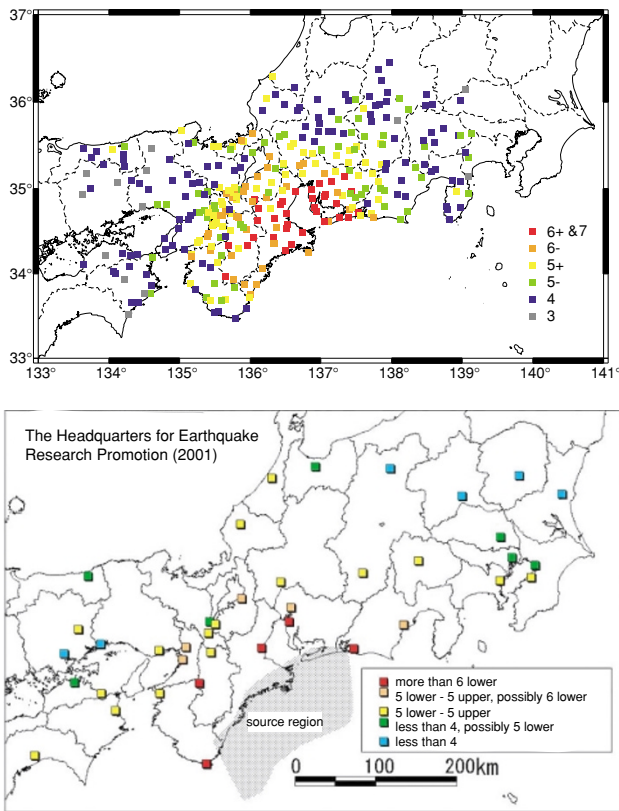 37°
36°
35°
34°
33°
133° 134° 135° 136° 137° 138° 139° 140° 141°
6+ &7
6-
5+
5-
4
3
The Headquarters for Earthquake
Research Promotion (2001)
source region
more than 6 lower
5 lower - 5 upper, possibly 6 lower
5 lower - 5 upper
less than 4, possibly 5 lower
less than 4
0 100 200km